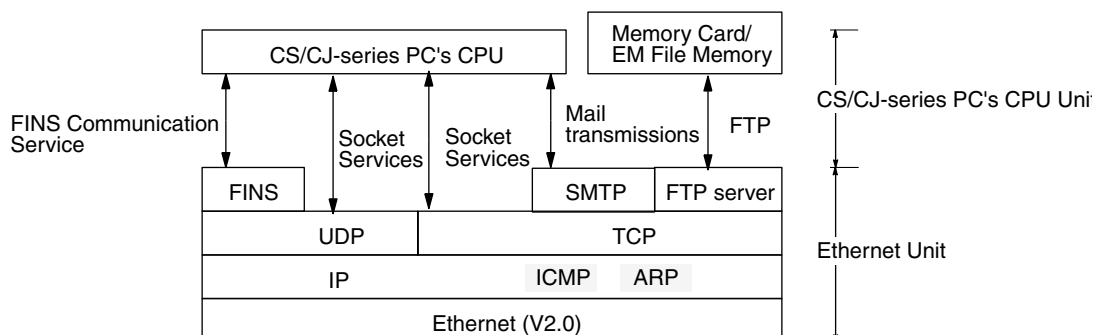 CS/CJ-series PC's CPU
Memory Card/
EM File Memory
CS/CJ-series PC's CPU Unit
FINS Communication
Service
Socket
Services
Socket
Services
Mail
transmissions
FTP
FINS
SMTP
FTP server
UDP
TCP
Ethernet Unit
IP
ICMP
ARP
Ethernet (V2.0)